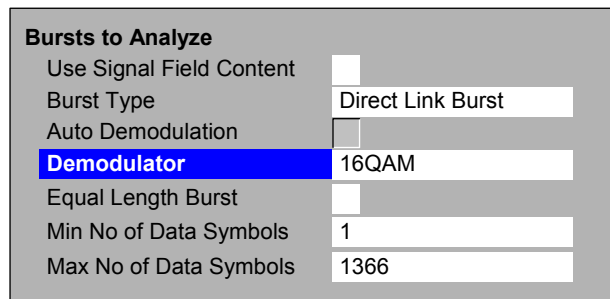 Bursts to Analyze
Use Signal Field Content
Burst Type Direct Link Burst
Auto Demodulation
Demodulator 16QAM
Equal Length Burst
Min No of Data Symbols 1
Max No of Data Symbols 1366